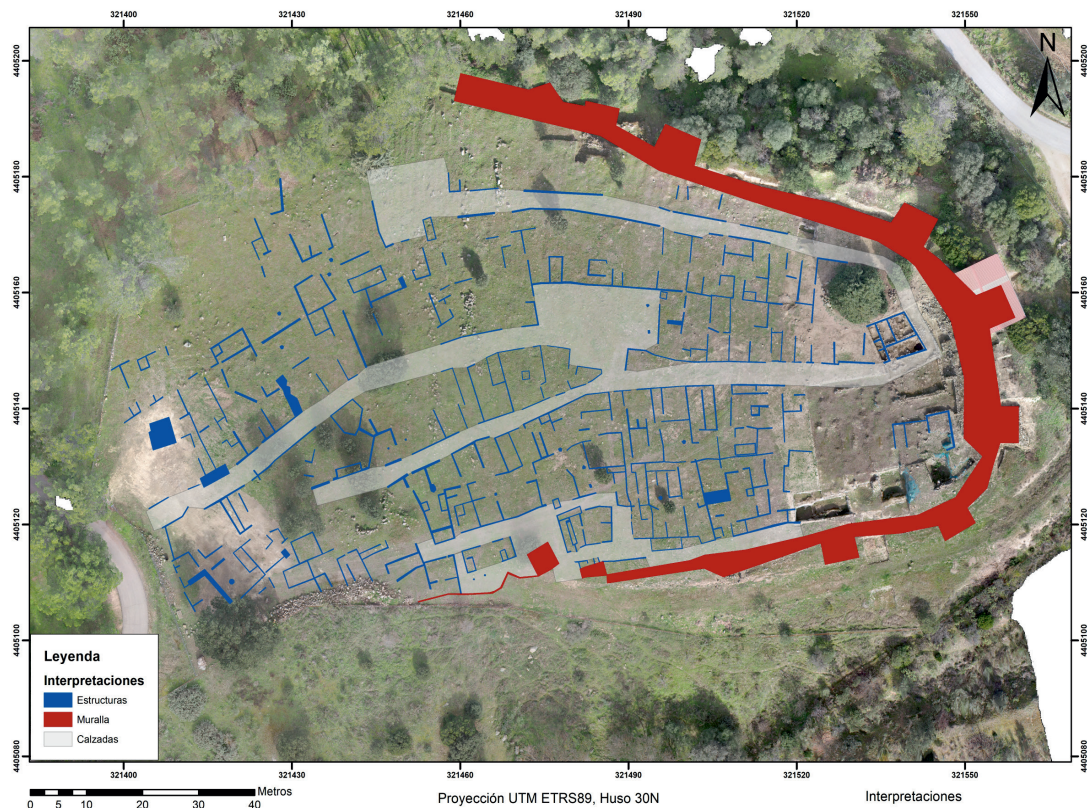 321400 321430 321460 321490 321520 321550
4405200 4405200
N
4405180 4405180
4405160 4405160
4405140 4405140
4405120 4405120
4405100 4405100
Leyenda
Interpretaciones
Estructuras
Muralla
Calzadas
4405080 4405080
321400 321430 321460 321490 321520 321550
Metros
0 5 10 20 30 40
Proyección UTM ETRS89, Huso 30N
Interpretaciones